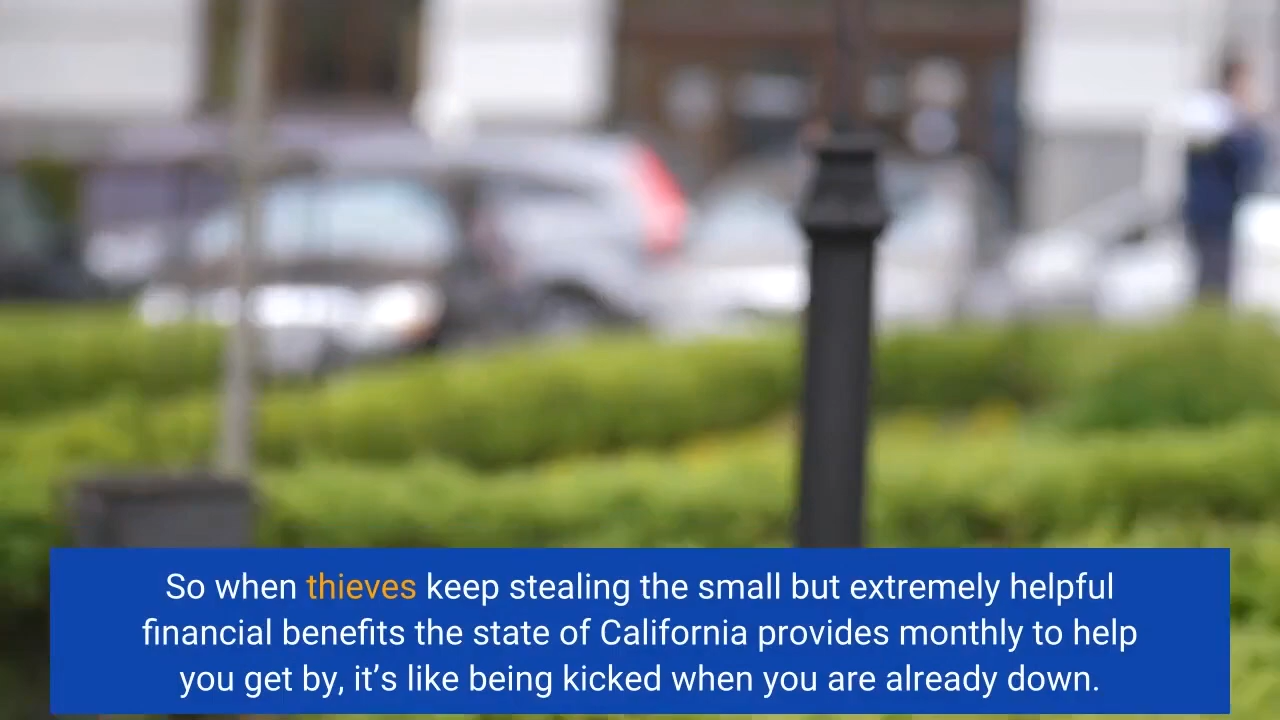 So when thieves keep stealing the small but extremely helpful
financial benefits the state of California provides monthly to help
you get by, it’s like being kicked when you are already down.